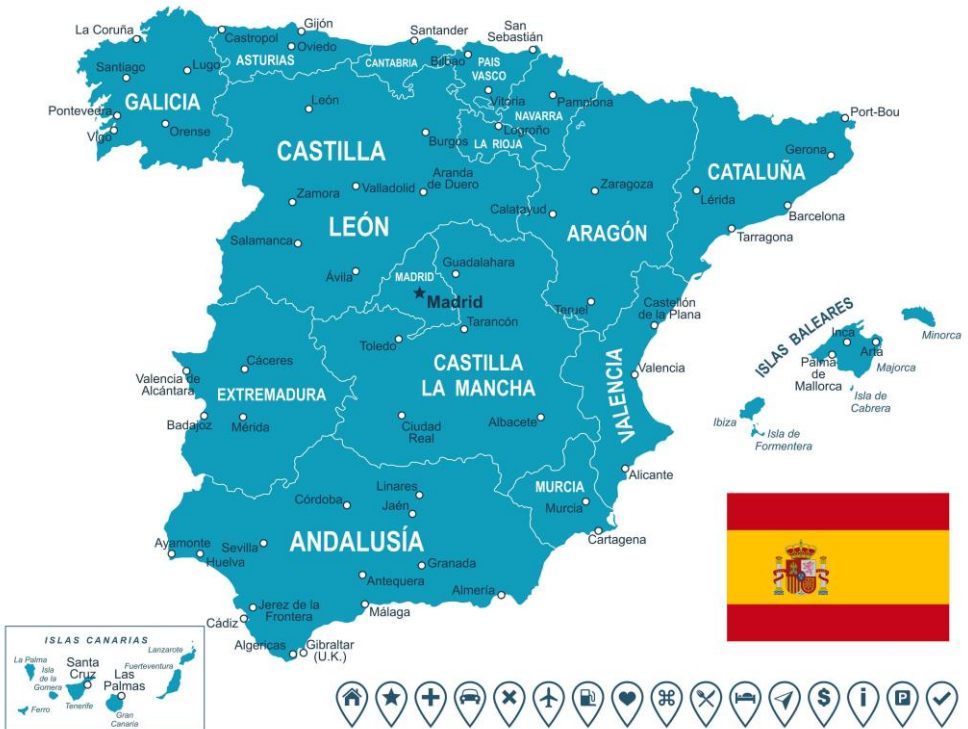 La Coruña
Castropol
Gijón
Oviedo
ASTURIAS
Santander
CANTABRIA
Bilbao
San
Sebastián
PAIS
VASCO
Vitoria
Pamplona
NAVARRA
Logroño
LA RIOJA
Santiago
Lugo
GALICIA
Pontevedra
Vigo
Orense
León
Burgos
CASTILLA
Zamora
Valladolid
Aranda
de Duero
LEÓN
Salamanca
Ávila
Port-Bou
Gerona
CATALUÑA
Lérida
Barcelona
Tarragona
Zaragoza
Calatayud
ARAGÓN
Teruel
MADRID
Guadalahara
Madrid
Tarancón
Toledo
CASTILLA
LA MANCHA
Ciudad
Real
Albacete
Castellón
de la Plana
VALENCIA
Valencia
Alicante
Cáceres
Valencia de
Alcántara
EXTREMADURA
Badajoz
Mérida
MURCIA
Murcia
Cartagena
Linares
Córdoba
Jaén
ANDALUSÍA
Ayamonte
Huelva
Sevilla
Granada
Antequera
Almería
Jerez de la
Frontera
Málaga
Cádiz
Algericas
Gibraltar
(U.K.)
ISLAS BALEARES
Minorca
Inca
Arta
Palma
de
Mallorca
Majorca
Isla de
Cabrera
Ibiza
Isla de
Formentera
ISLAS CANARIAS
La Palma
Isla
de la
Gomera
Ferro
Santa
Cruz
Tenerife
Las
Palmas
Gran
Canaria
Fuerteventura
Lanzarote
$
i
P